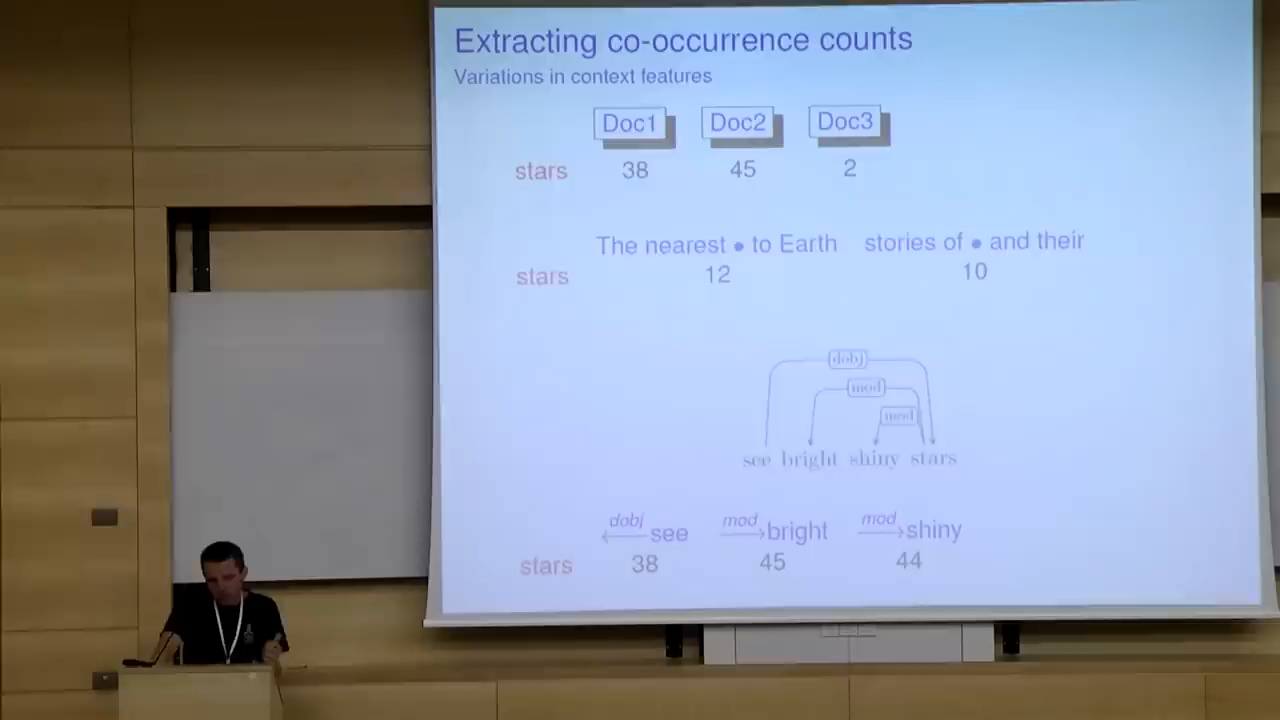 Extracting co-occurrence counts
Variations in context features
Doc1 Doc2 Doc3
stars 38 45 2
The nearest • to Earth stories of • and their
stars 12 10
dobj
mod
mod
see bright shiny stars
dobj mod mod
←see →bright →shiny
stars 38 45 44